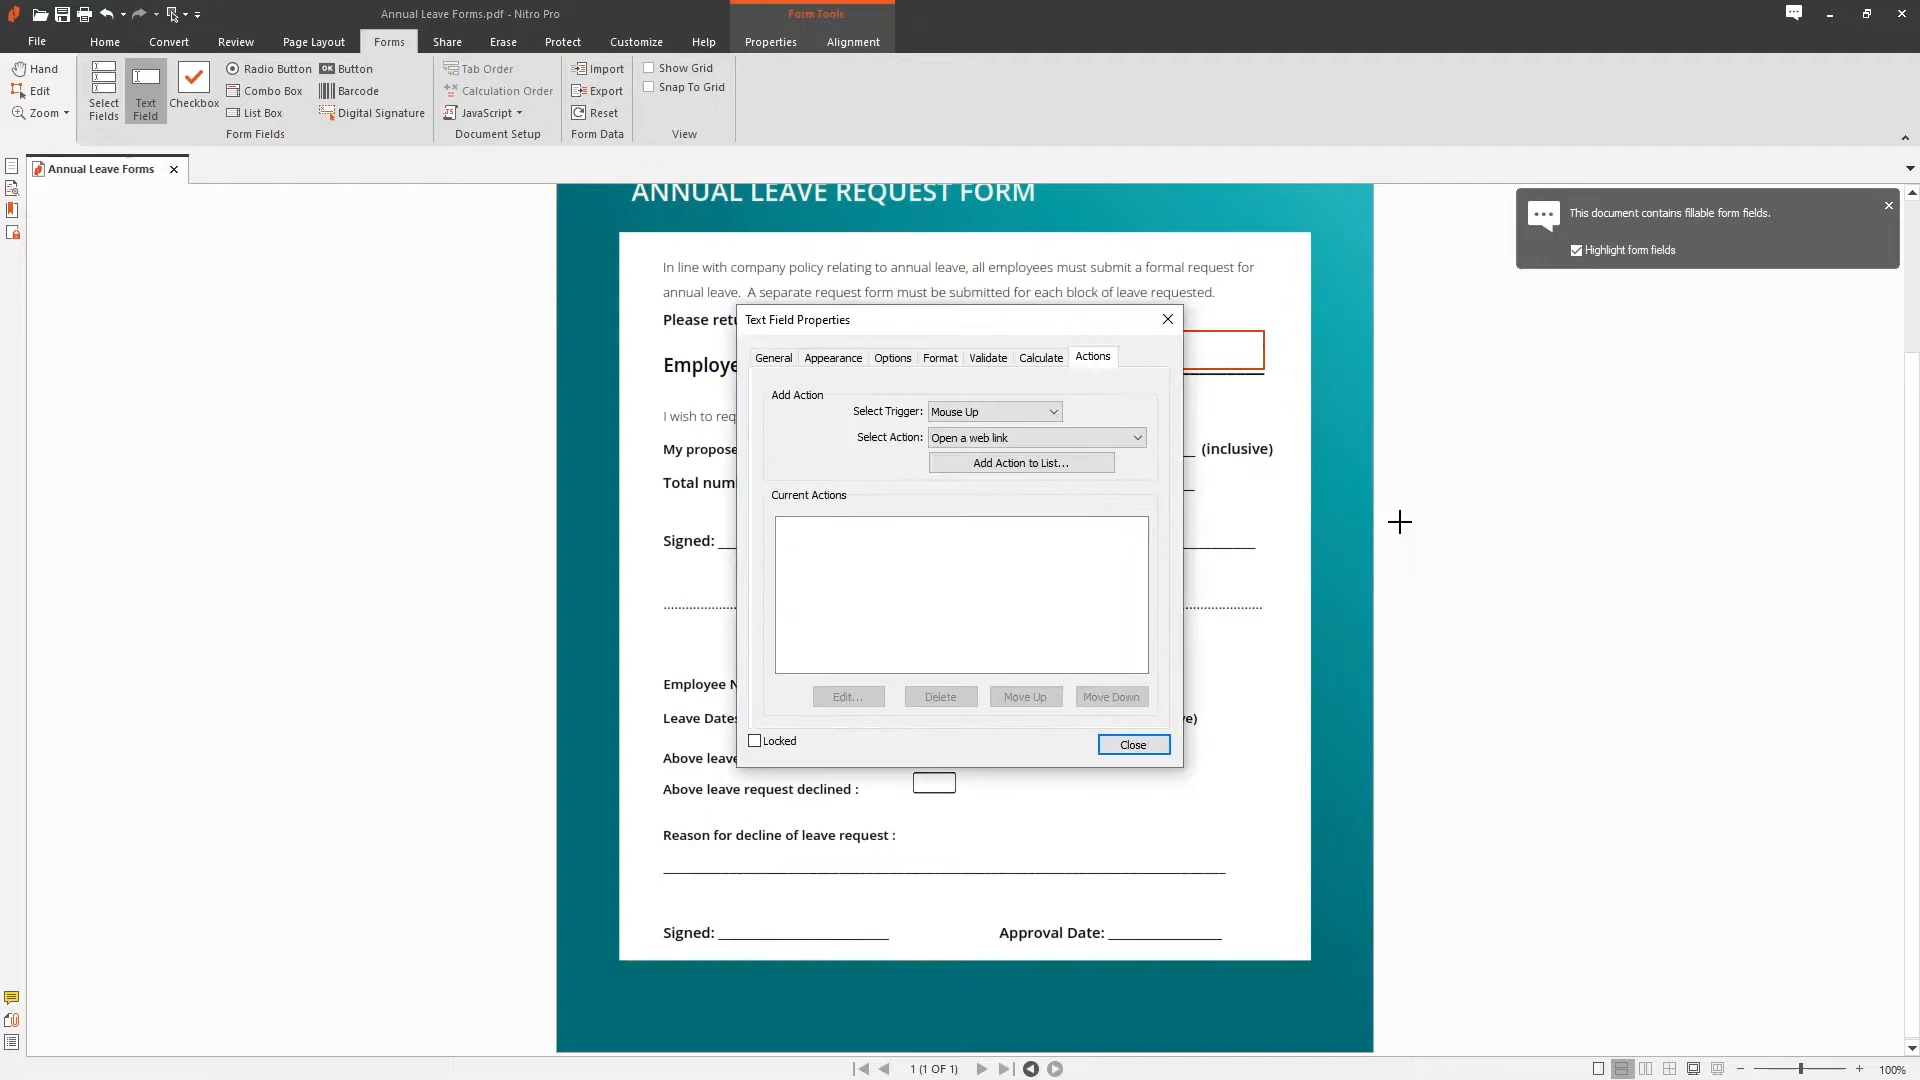 Annual Leave Forms.pdf - Nitro Pro
Form Tools
File
Home
Convert
Review
Page Layout
Forms
Share
Erase
Protect
Customize
Help
Properties
Alignment
Hand
Edit
Zoom
Select
Fields
Text
Field
Checkbox
Radio Button
Combo Box
List Box
OK Button
Barcode
Digital Signature
Form Fields
Tab Order
Calculation Order
JavaScript
Document Setup
Import
Export
Reset
Form Data
Show Grid
Snap To Grid
View
Annual Leave Forms
This document contains fillable form fields.
Highlight form fields
ANNUAL LEAVE REQUEST FORM
In line with company policy relating to annual leave, all employees must submit a formal request for
annual leave. A separate request form must be submitted for each block of leave requested.
Please retu
Employe
I wish to req
My propose
(inclusive)
Total num
Signed:
Text Field Properties
General
Appearance
Options
Format
Validate
Calculate
Actions
Add Action
Select Trigger: Mouse Up
Select Action: Open a web link
Add Action to List...
Current Actions
Edit...
Delete
Move Up
Move Down
Locked
Close
Employee N
Leave Date
ve)
Above leave
Above leave request declined :
Reason for decline of leave request :
Signed: Approval Date:
1 (1 OF 1)
100%